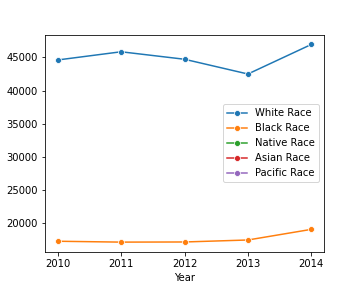 45000
40000
35000
30000
25000
20000
White Race
Black Race
Native Race
Asian Race
Pacific Race
2010 2011 2012 2013 2014
Year